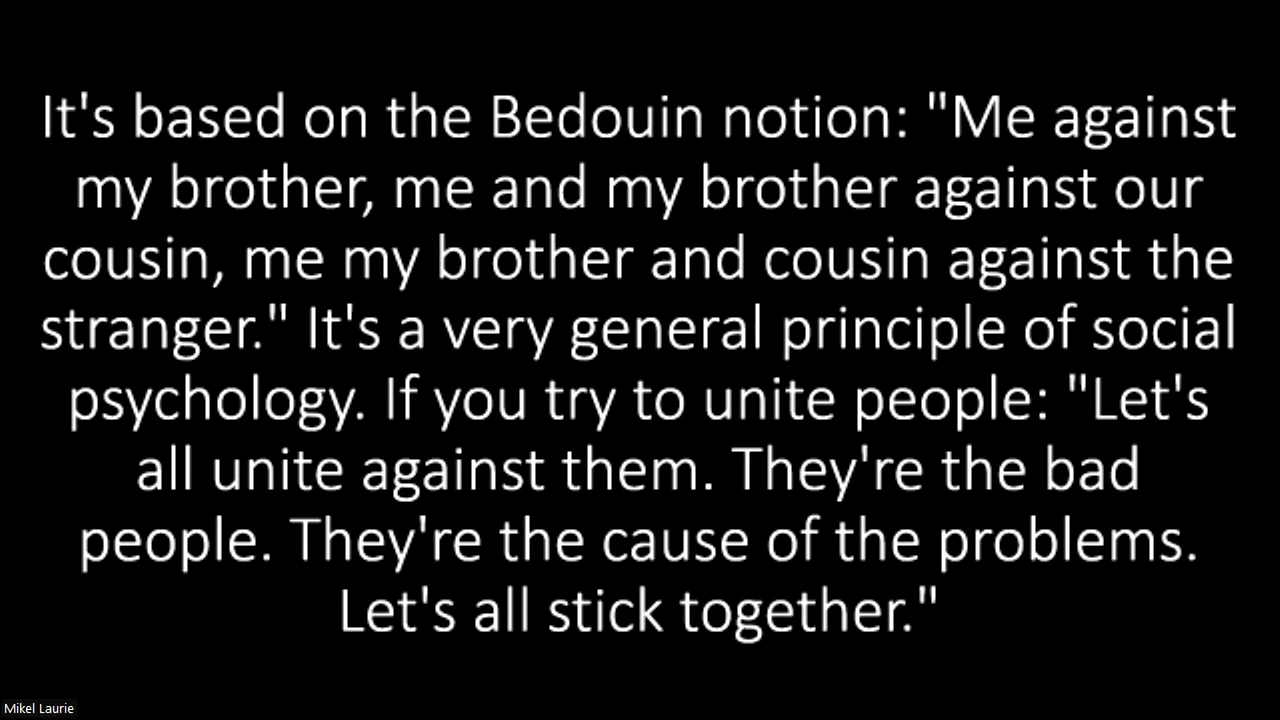 It's based on the Bedouin notion: "Me against
my brother, me and my brother against our
cousin, me my brother and cousin against the
stranger." It's a very general principle of social
psychology. If you try to unite people: "Let's
all unite against them. They're the bad
people. They're the cause of the problems.
Let's all stick together."
Mikel Laurie